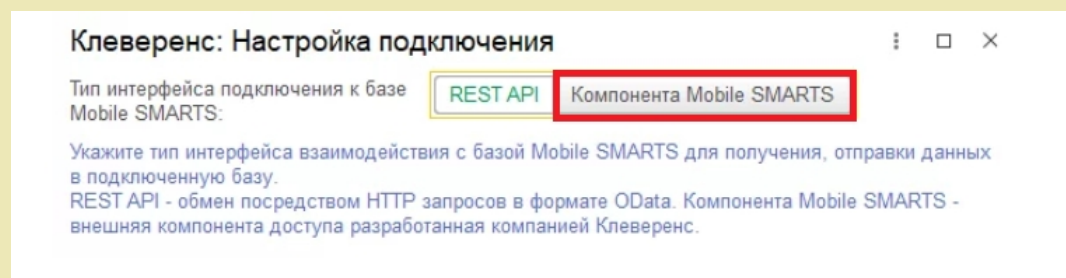 Клеверенс: Настройка подключения
Тип интерфейса подключения к базе
Mobile SMARTS:
REST API
Компонента Mobile SMARTS
Укажите тип интерфейса взаимодействия с базой Mobile SMARTS для получения, отправки данных
в подключенную базу.
REST API - обмен посредством HTTP запросов в формате OData. Компонента Mobile SMARTS -
внешняя компонента доступа разработанная компанией Клеверенс.